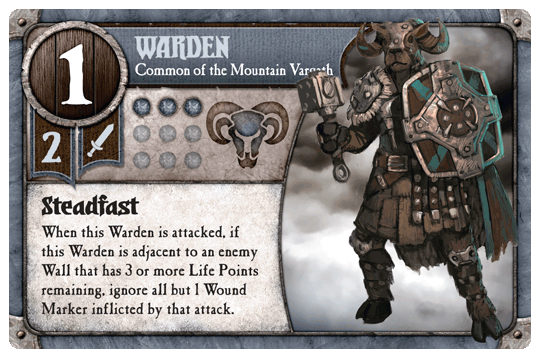 1
WARDEN
Common of the Mountain Vargath
2
Steadfast
When this Warden is attacked, if
this Warden is adjacent to an enemy
Wall that has 3 or more Life Points
remaining, ignore all but 1 Wound
Marker inflicted by that attack.